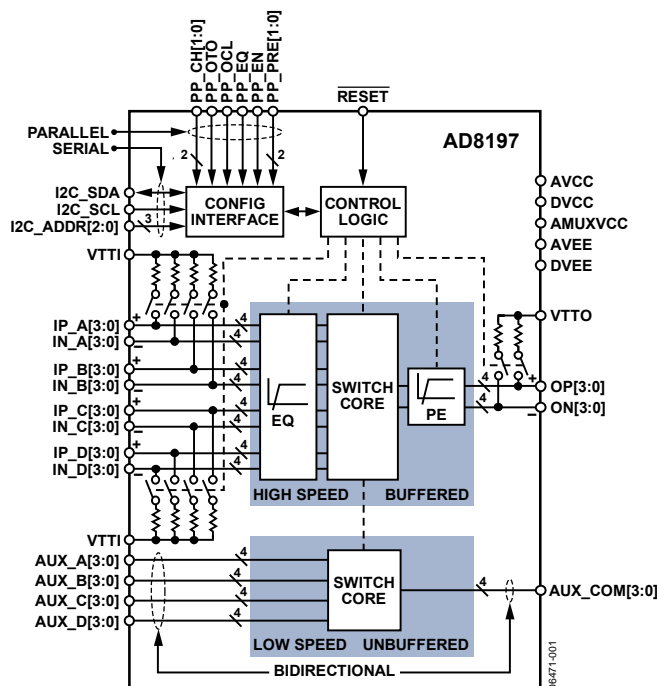 PP_CH[1:0]
PP_OTO
PP_OCL
PP_EQ
PP_EN
PP_PRE[1:0]
RESET
AD8197
PARALLEL
SERIAL
2
2
I2C_SDA
I2C_SCL
I2C_ADDR[2:0]
3
CONFIG
INTERFACE
CONTROL
LOGIC
AVCC
DVCC
AMUXVCC
AVEE
DVEE
VTTI
VTTO
+
IP_A[3:0]
4
IN_A[3:0]
–
4
+
IP_B[3:0]
4
IN_B[3:0]
–
4
+
IP_C[3:0]
4
IN_C[3:0]
–
4
+
IP_D[3:0]
4
IN_D[3:0]
–
4
EQ
SWITCH
CORE
PE
4
+
OP[3:0]
4
–
ON[3:0]
HIGH SPEED
BUFFERED
VTTI
AUX_A[3:0]
4
AUX_B[3:0]
4
AUX_C[3:0]
4
AUX_D[3:0]
4
SWITCH
CORE
4
AUX_COM[3:0]
LOW SPEED
UNBUFFERED
BIDIRECTIONAL
06471-001